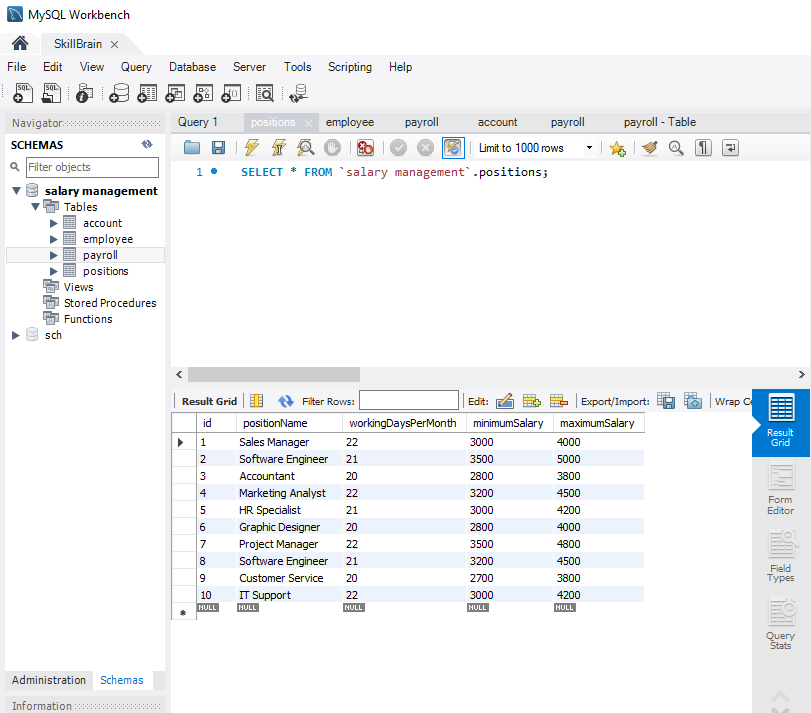 MySQL Workbench
SkillBrain
File Edit View Query Database Server Tools Scripting Help
Navigator
SCHEMAS
Filter objects
salary management
Tables
account
employee
payroll
positions
Views
Stored Procedures
Functions
sch
Administration Schemas
Information
Query 1 positions employee payroll account payroll payroll - Table
Limit to 1000 rows
1 SELECT * FROM `salary management`.positions;
Result Grid Filter Rows: Edit: Export/Import: Wrap Ce
id positionName workingDaysPerMonth minimumSalary maximumSalary
1 Sales Manager 22 3000 4000
2 Software Engineer 21 3500 5000
3 Accountant 20 2800 3800
4 Marketing Analyst 22 3200 4500
5 HR Specialist 21 3000 4200
6 Graphic Designer 20 2800 4000
7 Project Manager 22 3500 4800
8 Software Engineer 21 3200 4500
9 Customer Service 20 2700 3800
10 IT Support 22 3000 4200
NULL NULL NULL NULL NULL
Result
Grid
Form
Editor
Field
Types
Query
Stats